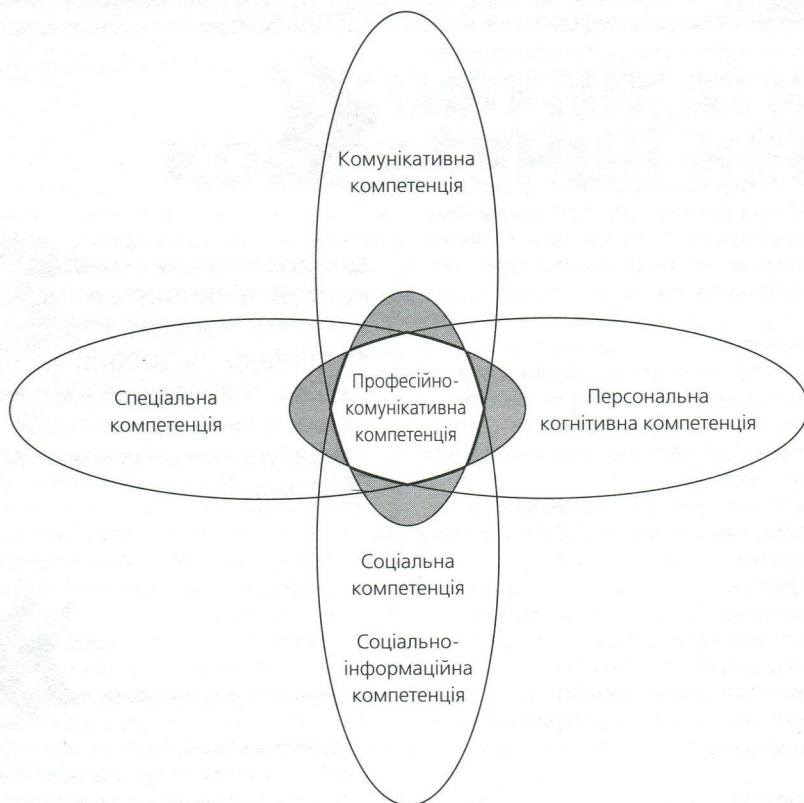 Комунікативна
компетенція
Спеціальна
компетенція
Професійно-
комунікативна
компетенція
Персональна
когнітивна компетенція
Соціальна
компетенція
Соціально-
інформаційна
компетенція